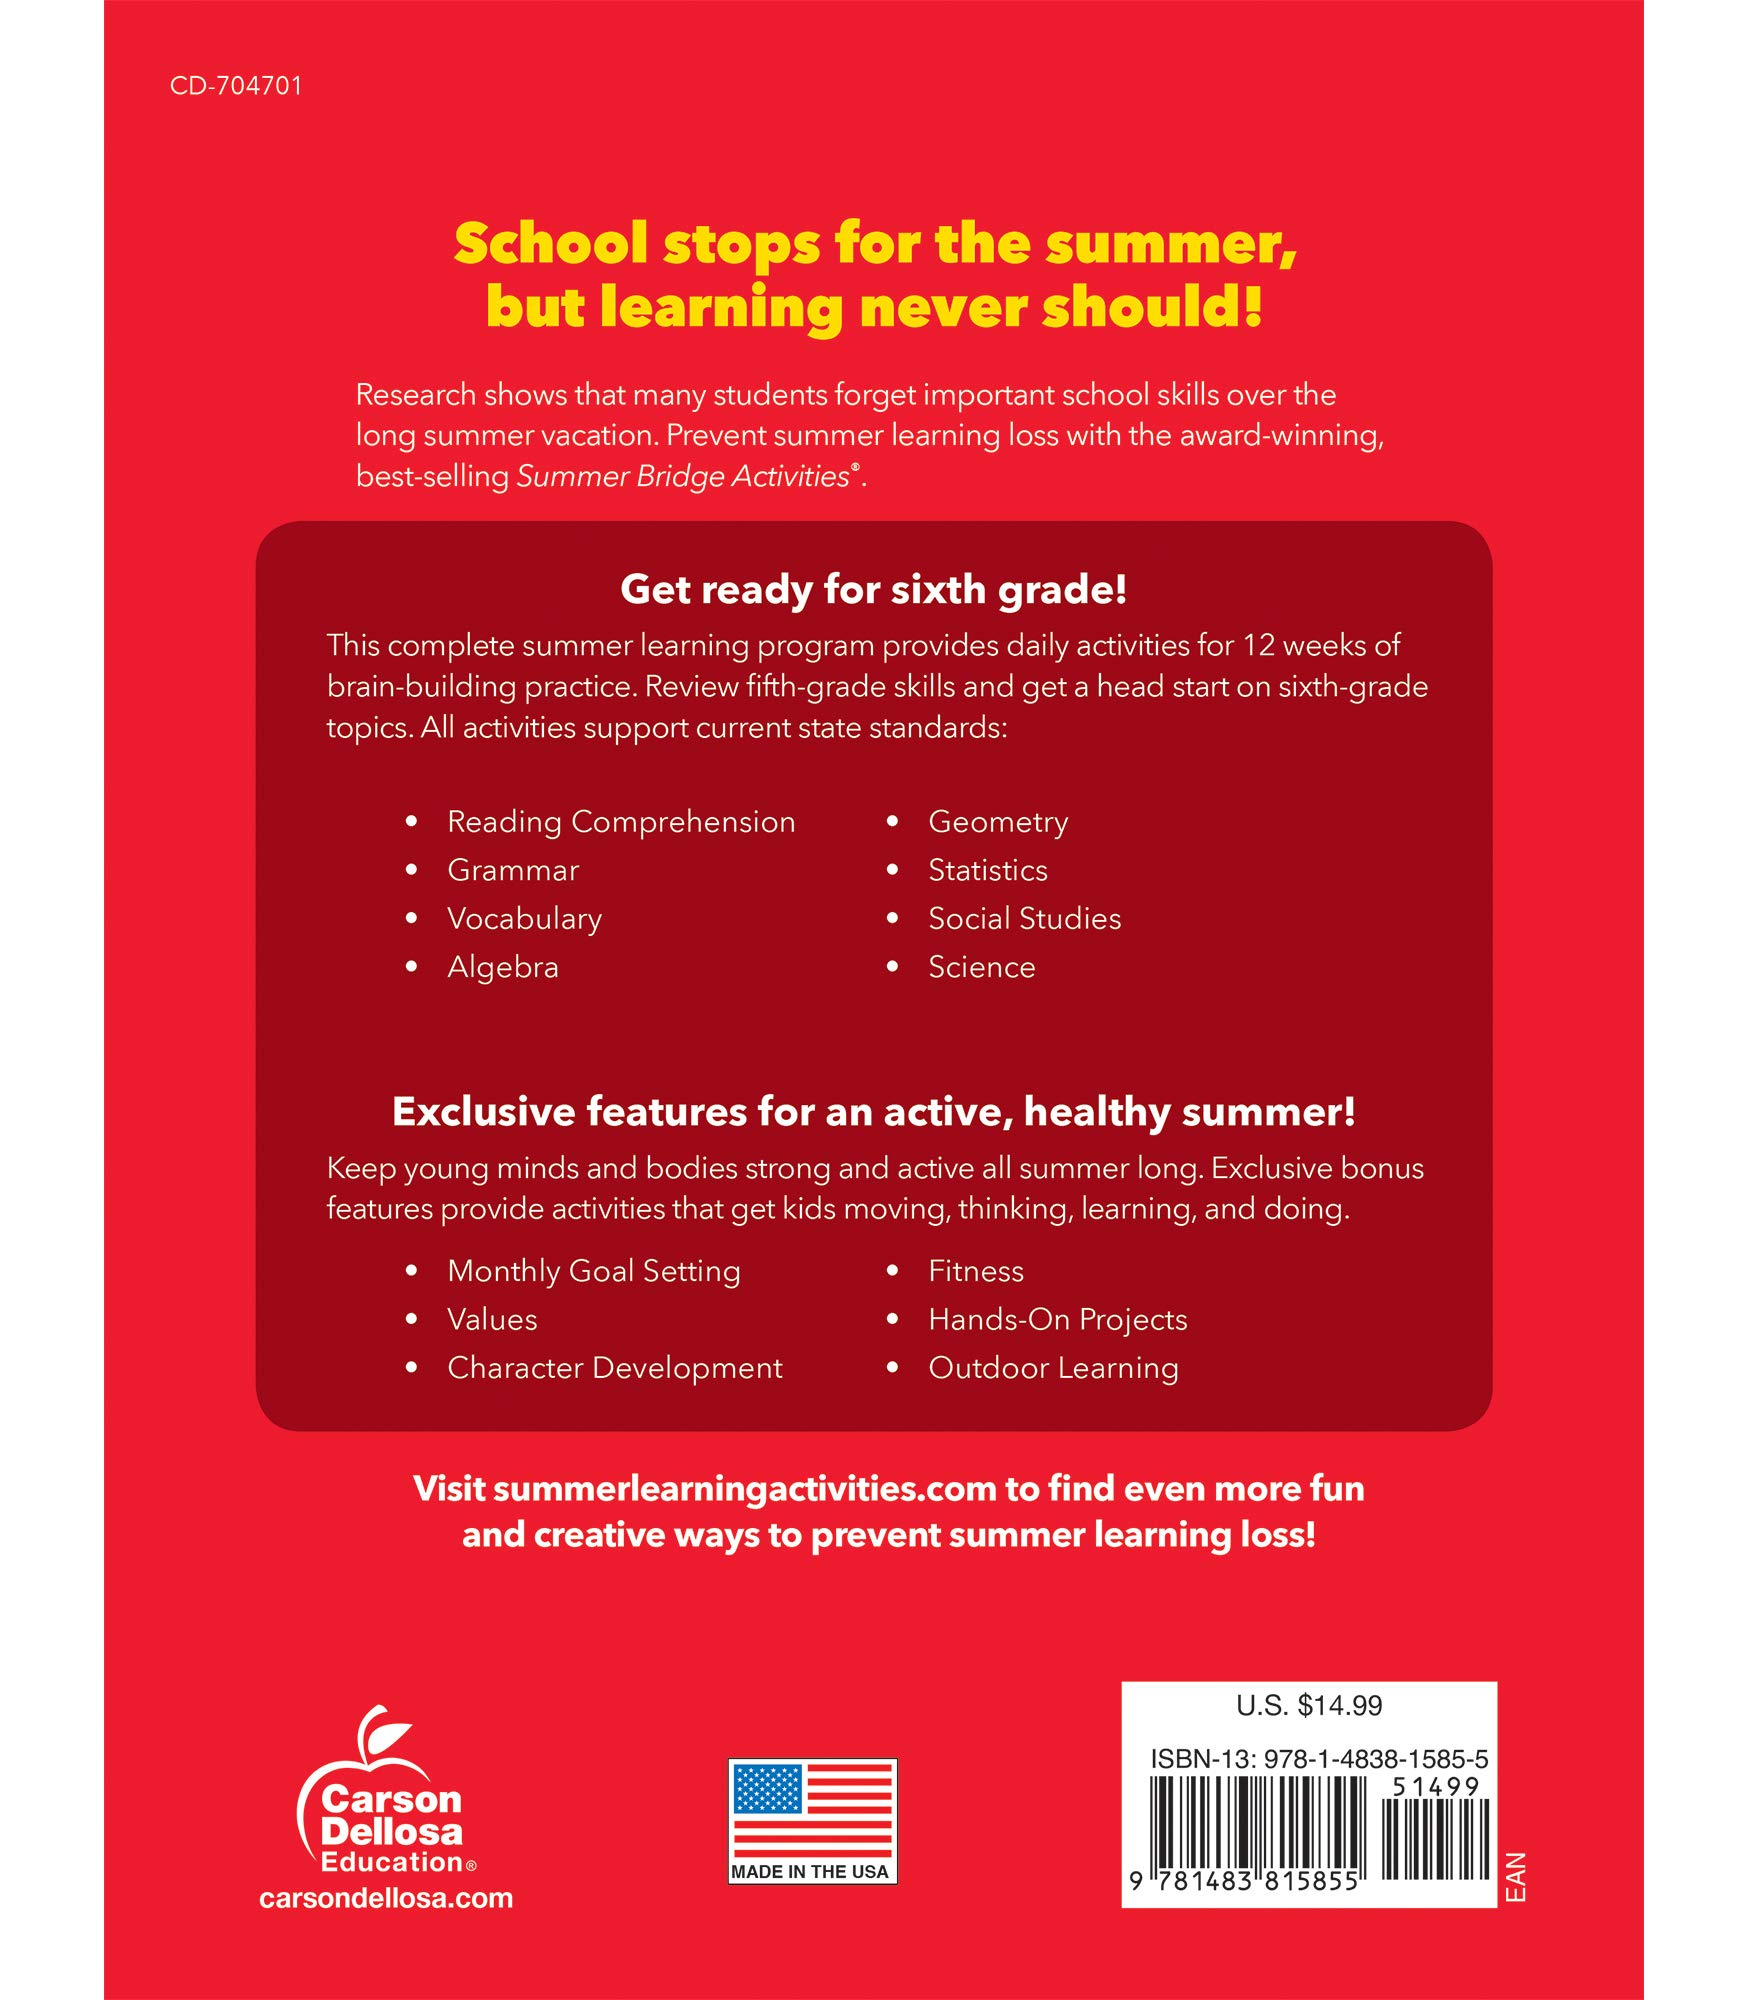 CD-704701
School stops for the summer,
but learning never should!
Research shows that many students forget important school skills over the
long summer vacation. Prevent summer learning loss with the award-winning,
best-selling Summer Bridge Activities®.
Get ready for sixth grade!
This complete summer learning program provides daily activities for 12 weeks of
brain-building practice. Review fifth-grade skills and get a head start on sixth-grade
topics. All activities support current state standards:
• Reading Comprehension
• Grammar
• Vocabulary
• Algebra
• Geometry
• Statistics
• Social Studies
• Science
Exclusive features for an active, healthy summer!
Keep young minds and bodies strong and active all summer long. Exclusive bonus
features provide activities that get kids moving, thinking, learning, and doing.
• Monthly Goal Setting
• Values
• Character Development
• Fitness
• Hands-On Projects
• Outdoor Learning
Visit summerlearningactivities.com to find even more fun
and creative ways to prevent summer learning loss!
Carson
Dellosa
Education®
carsondellosa.com
MADE IN THE USA
U.S. $14.99
ISBN-13: 978-1-4838-1585-5
51499
9 781483 815855
EAN